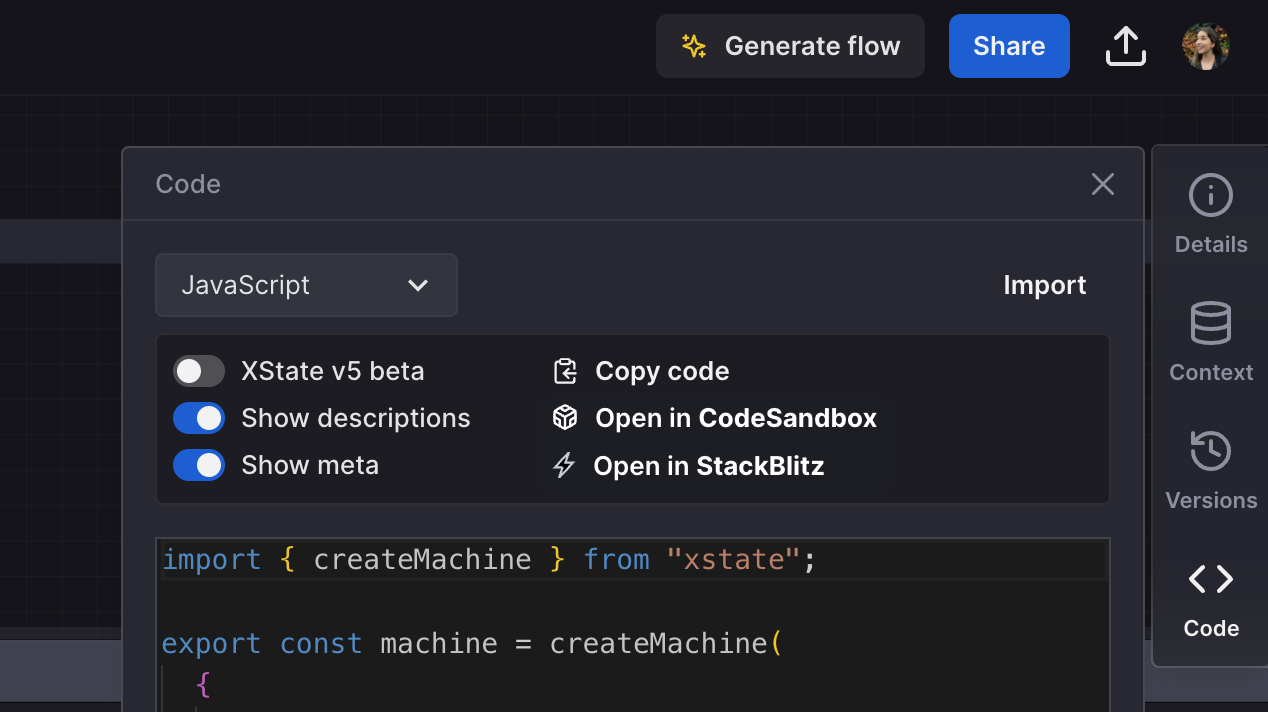 Generate flow
Share
Code
JavaScript
Import
XState v5 beta
Show descriptions
Show meta
Copy code
Open in CodeSandbox
Open in StackBlitz
import { createMachine } from "xstate";
export const machine = createMachine(
{
Details
Context
Versions
Code